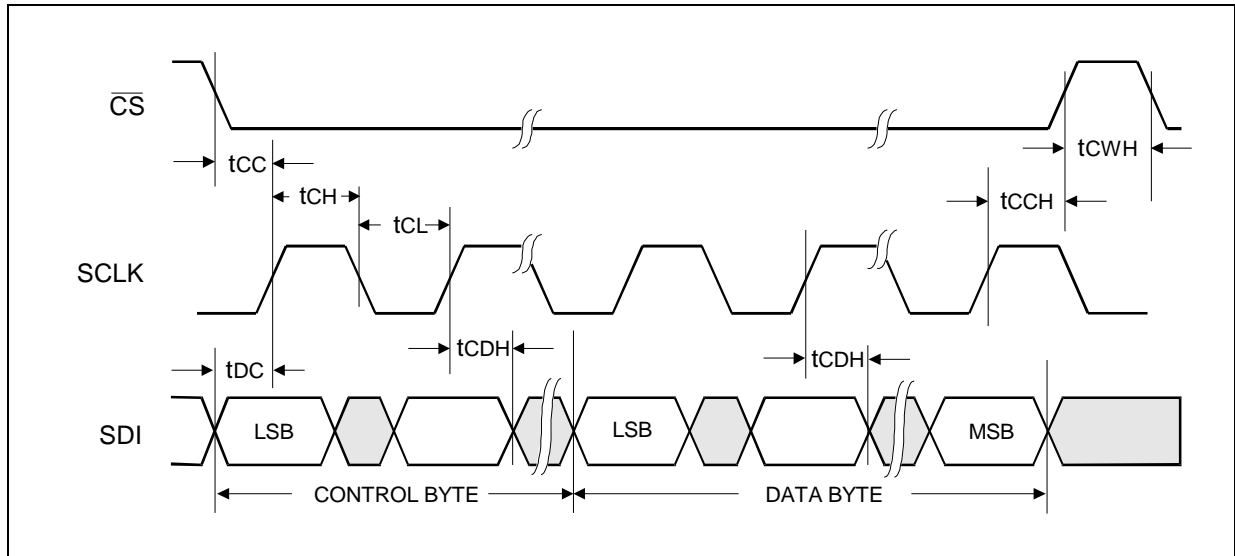 CS
tCC
tCWH
tCH
tCCH
tCL
SCLK
tCDH
tCDH
tDC
SDI
LSB
LSB
MSB
CONTROL BYTE
DATA BYTE